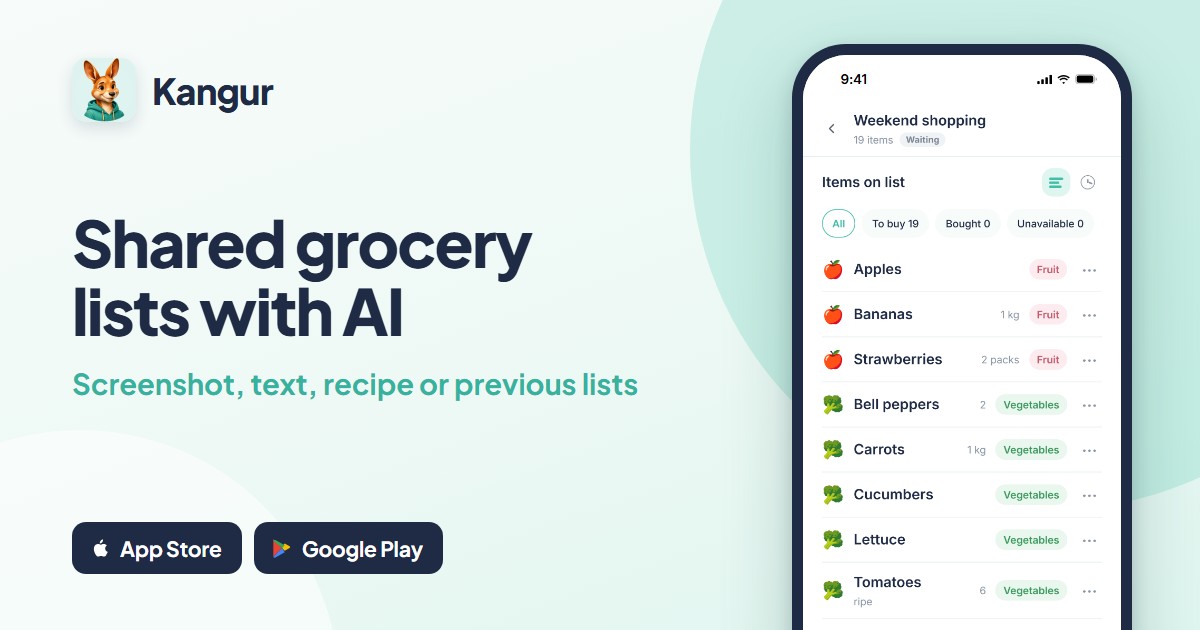 Kangur
Shared grocery
lists with AI
Screenshot, text, recipe or previous lists
App Store
Google Play
9:41
Weekend shopping
19 items Waiting
Items on list
All To buy 19 Bought 0 Unavailable 0
Apples Fruit
Bananas 1 kg Fruit
Strawberries 2 packs Fruit
Bell peppers 2 Vegetables
Carrots 1 kg Vegetables
Cucumbers Vegetables
Lettuce Vegetables
Tomatoes 6 Vegetables
ripe